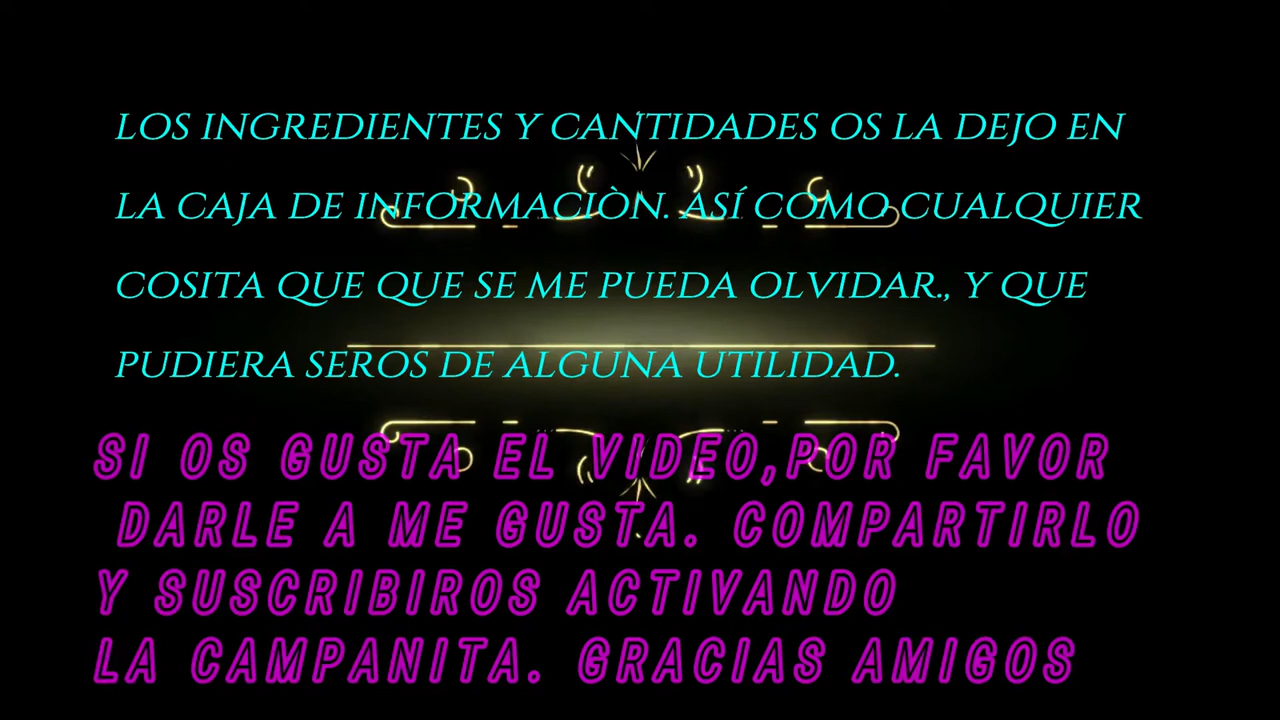 LOS INGREDIENTES Y CANTIDADES OS LA DEJO EN
LA CAJA DE INFORMACIÒN. ASÍ COMO CUALQUIER
COSITA QUE QUE SE ME PUEDA OLVIDAR., Y QUE
PUDIERA SEROS DE ALGUNA UTILIDAD.
SI OS GUSTA EL VIDEO,POR FAVOR
DARLE A ME GUSTA. COMPARTIRLO
Y SUSCRIBIROS ACTIVANDO
LA CAMPANITA. GRACIAS AMIGOS